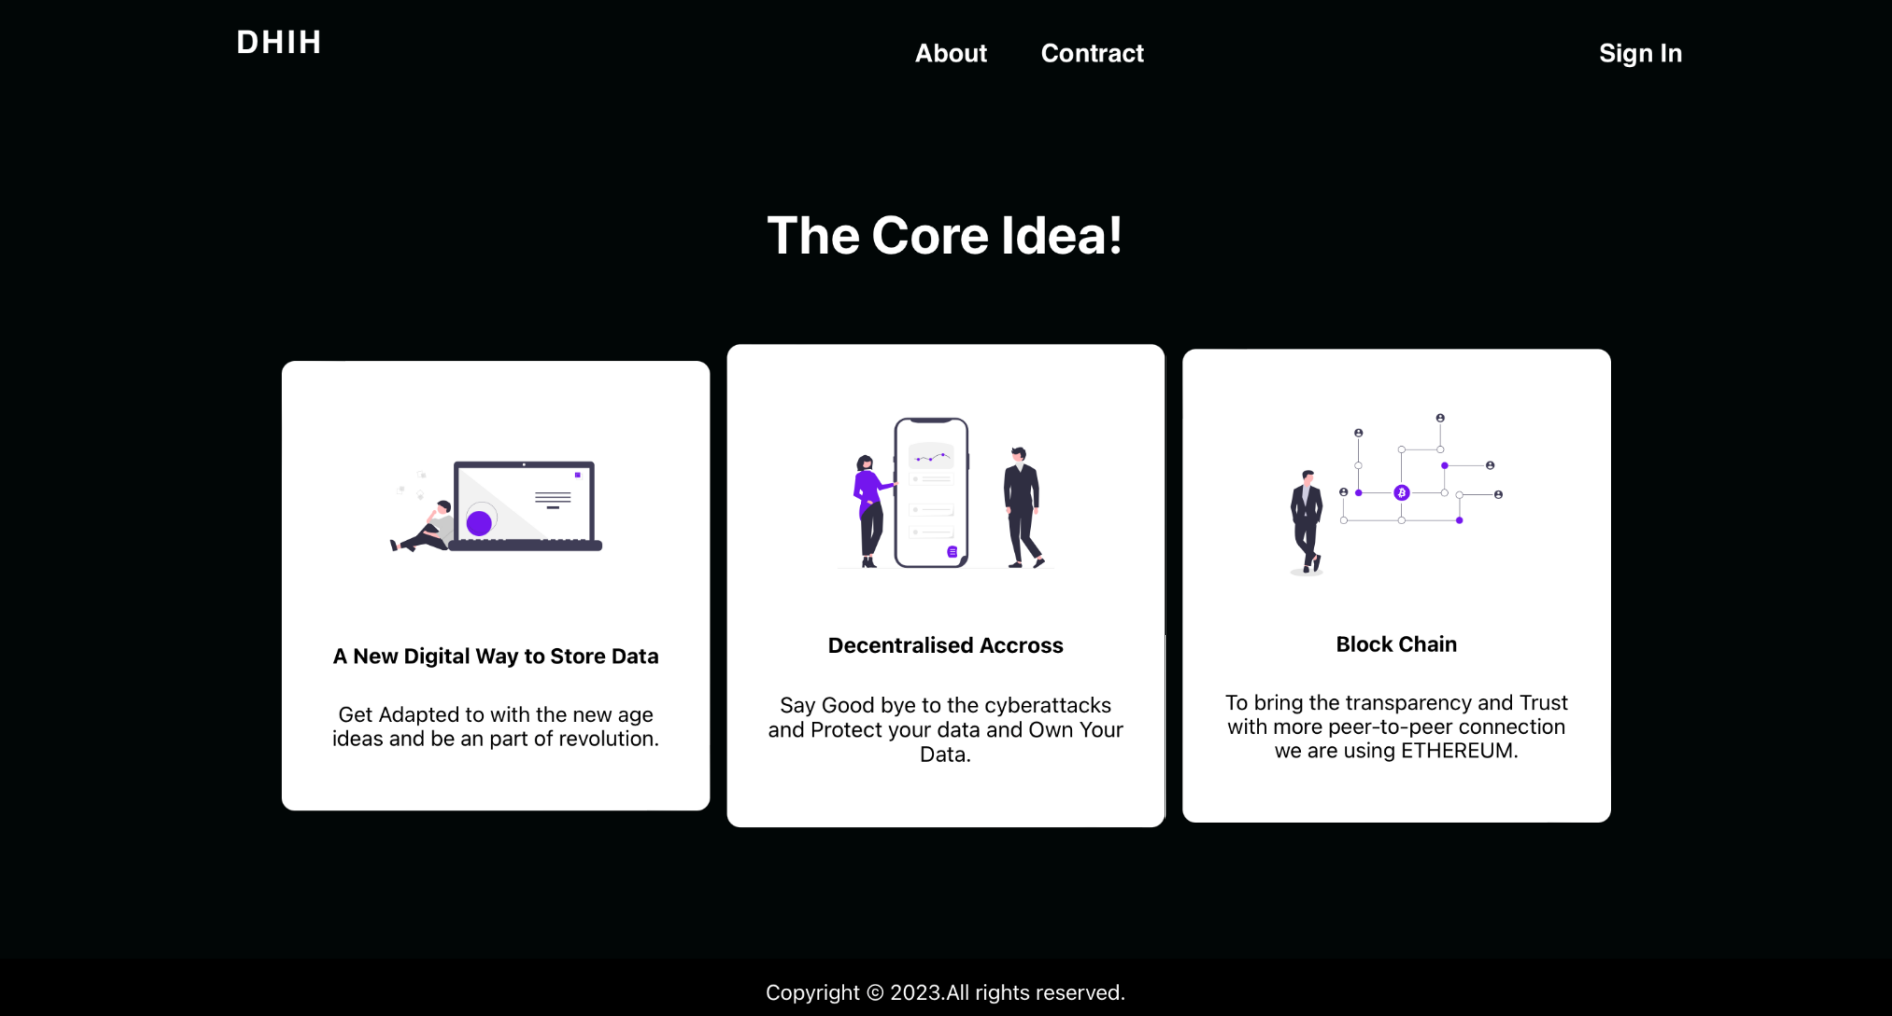 DHIH
About
Contract
Sign In
The Core Idea!
A New Digital Way to Store Data
Get Adapted to with the new age
ideas and be an part of revolution.
Decentralised Accross
Say Good bye to the cyberattacks
and Protect your data and Own Your
Data.
Block Chain
To bring the transparency and Trust
with more peer-to-peer connection
we are using ETHEREUM.
Copyright © 2023.All rights reserved.